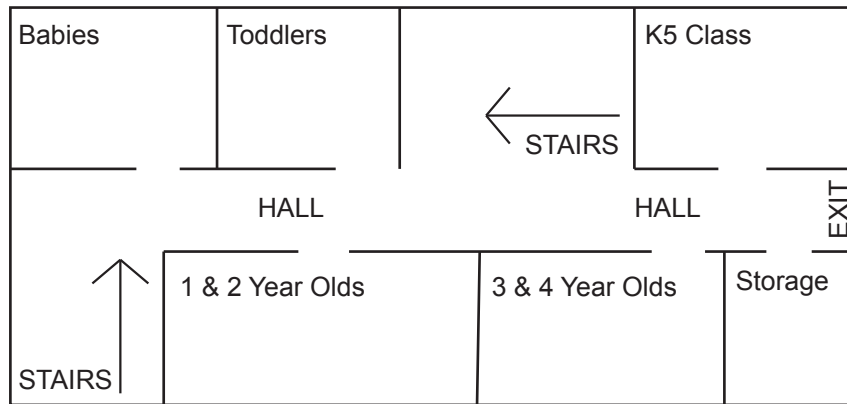 Babies
Toddlers
K5 Class
STAIRS
HALL
HALL
EXIT
1 & 2 Year Olds
3 & 4 Year Olds
Storage
STAIRS